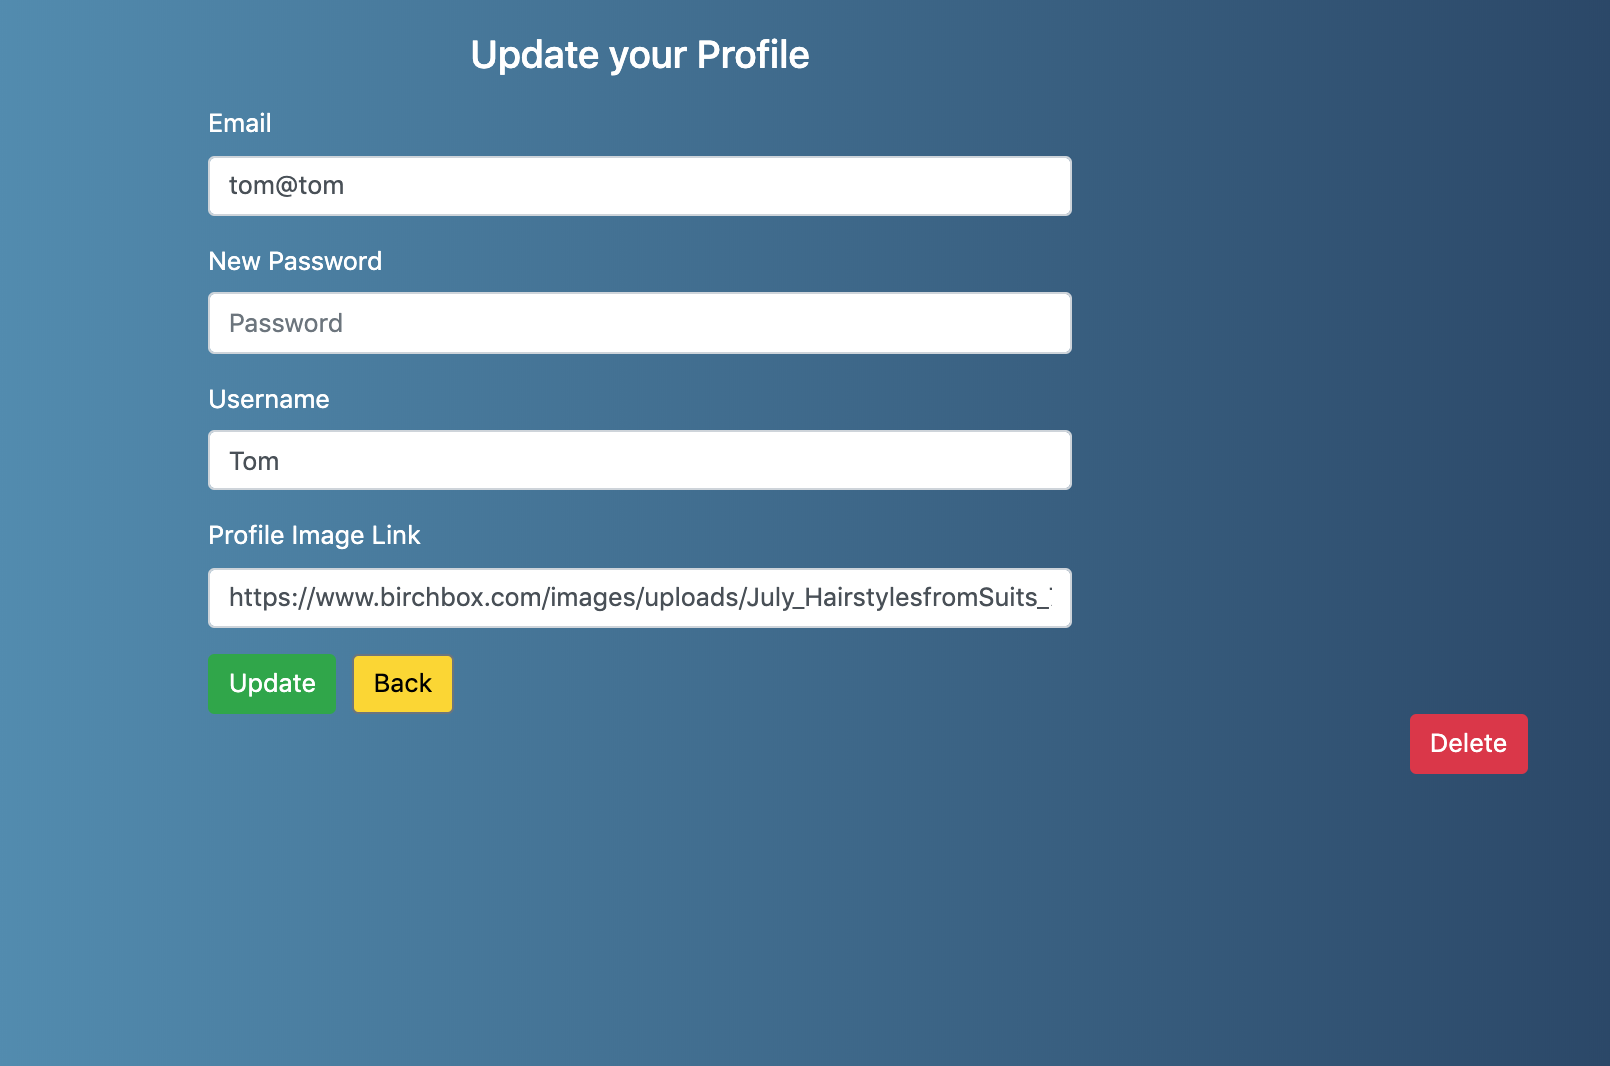 Update your Profile
Email
tom@tom
New Password
Password
Username
Tom
Profile Image Link
https://www.birchbox.com/images/uploads/July_HairstylesfromSuits_
Update Back
Delete